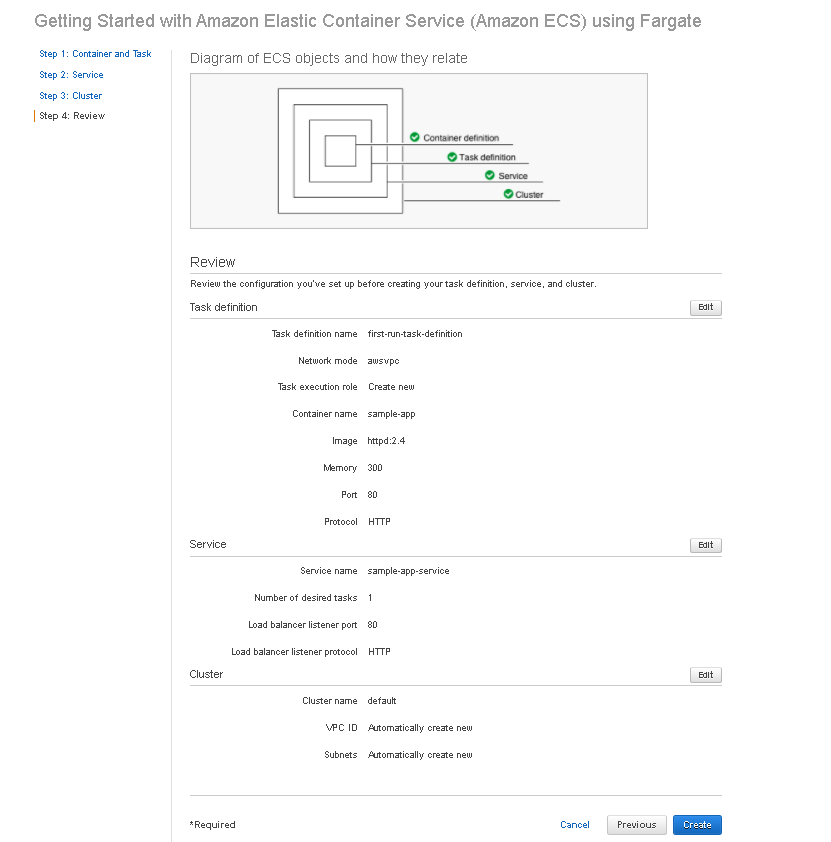 Getting Started with Amazon Elastic Container Service (Amazon ECS) using Fargate
Step 1: Container and Task
Step 2: Service
Step 3: Cluster
Step 4: Review
Diagram of ECS objects and how they relate
Container definition
Task definition
Service
Cluster
Review
Review the configuration you've set up before creating your task definition, service, and cluster.
Task definition Edit
Task definition name first-run-task-definition
Network mode awsvpc
Task execution role Create new
Container name sample-app
Image httpd:2.4
Memory 300
Port 80
Protocol HTTP
Service Edit
Service name sample-app-service
Number of desired tasks 1
Load balancer listener port 80
Load balancer listener protocol HTTP
Cluster Edit
Cluster name default
VPC ID Automatically create new
Subnets Automatically create new
*Required Cancel Previous Create